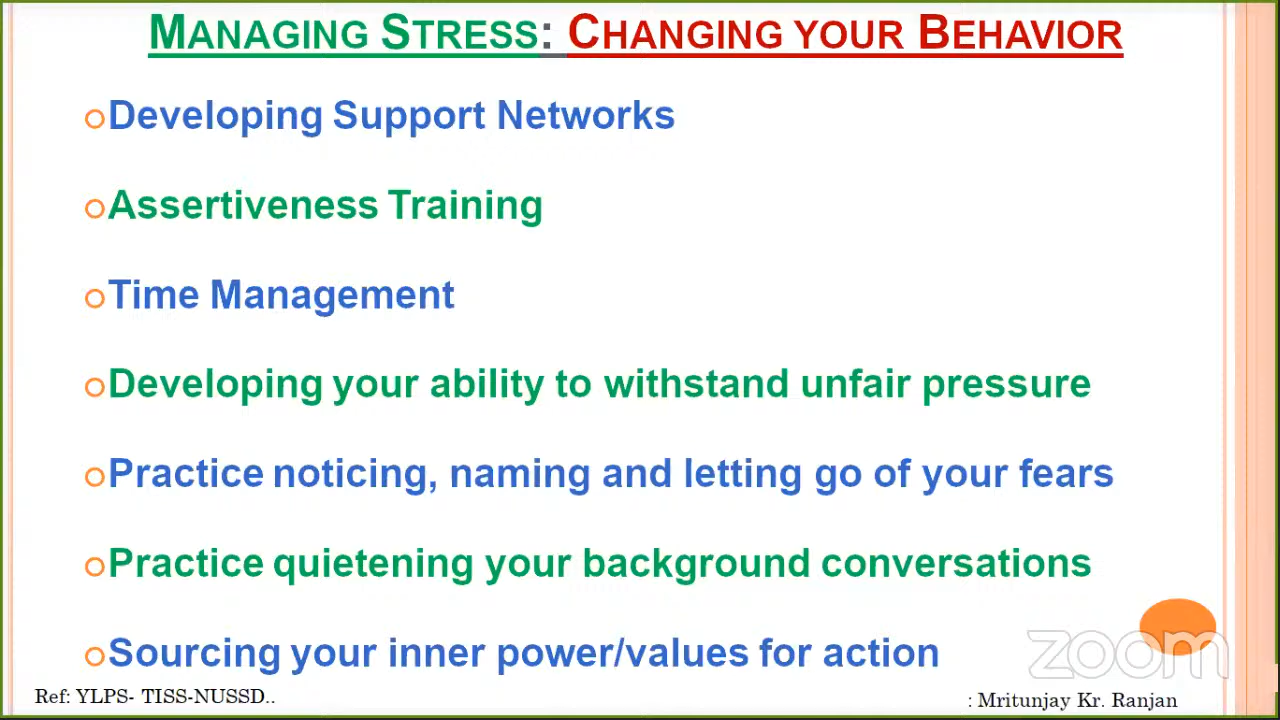 MANAGING STRESS: CHANGING YOUR BEHAVIOR
Developing Support Networks
Assertiveness Training
Time Management
Developing your ability to withstand unfair pressure
Practice noticing, naming and letting go of your fears
Practice quietening your background conversations
Sourcing your inner power/values for action
zoom
Ref: YLPS- TISS-NUSSD..
: Mritunjay Kr. Ranjan